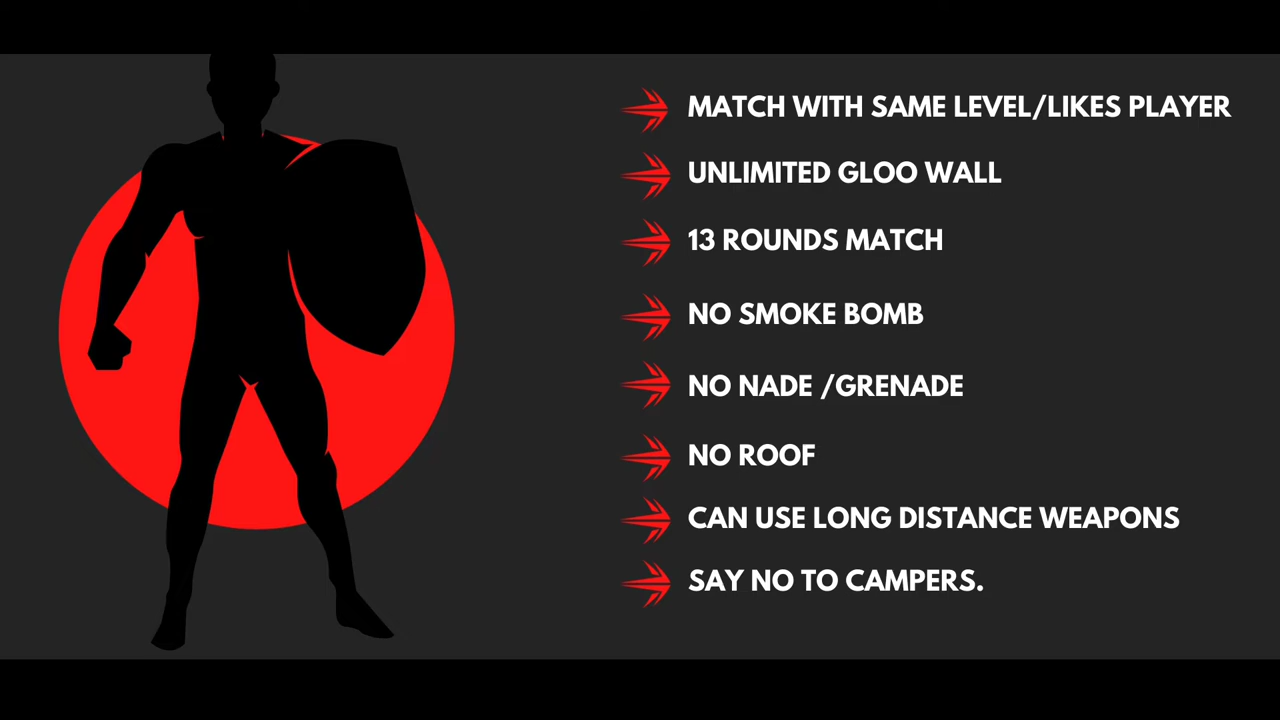 MATCH WITH SAME LEVEL/LIKES PLAYER
UNLIMITED GLOO WALL
13 ROUNDS MATCH
NO SMOKE BOMB
NO NADE /GRENADE
NO ROOF
CAN USE LONG DISTANCE WEAPONS
SAY NO TO CAMPERS.